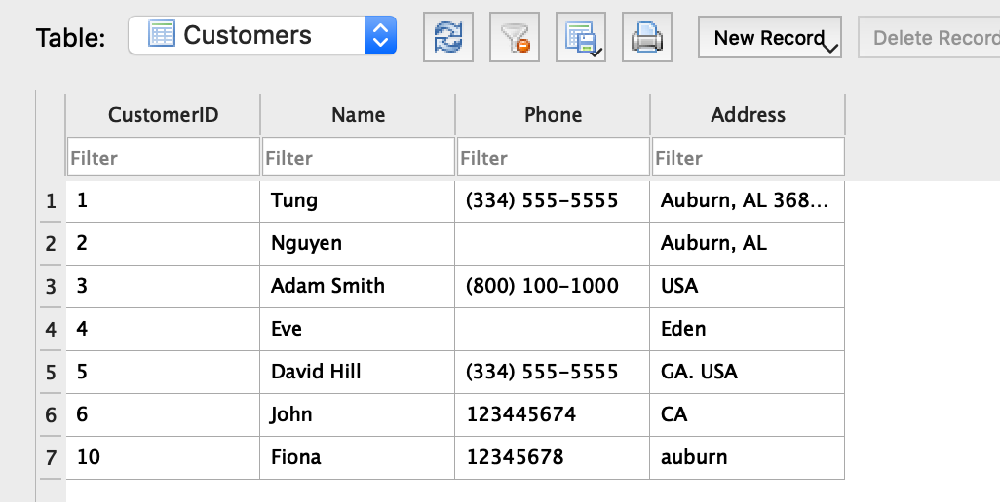 Table: Customers New Record Delete Record
CustomerID Name Phone Address
Filter Filter Filter Filter
1 1 Tung (334) 555-5555 Auburn, AL 368...
2 2 Nguyen Auburn, AL
3 3 Adam Smith (800) 100-1000 USA
4 4 Eve Eden
5 5 David Hill (334) 555-5555 GA. USA
6 6 John 123445674 CA
7 10 Fiona 12345678 auburn